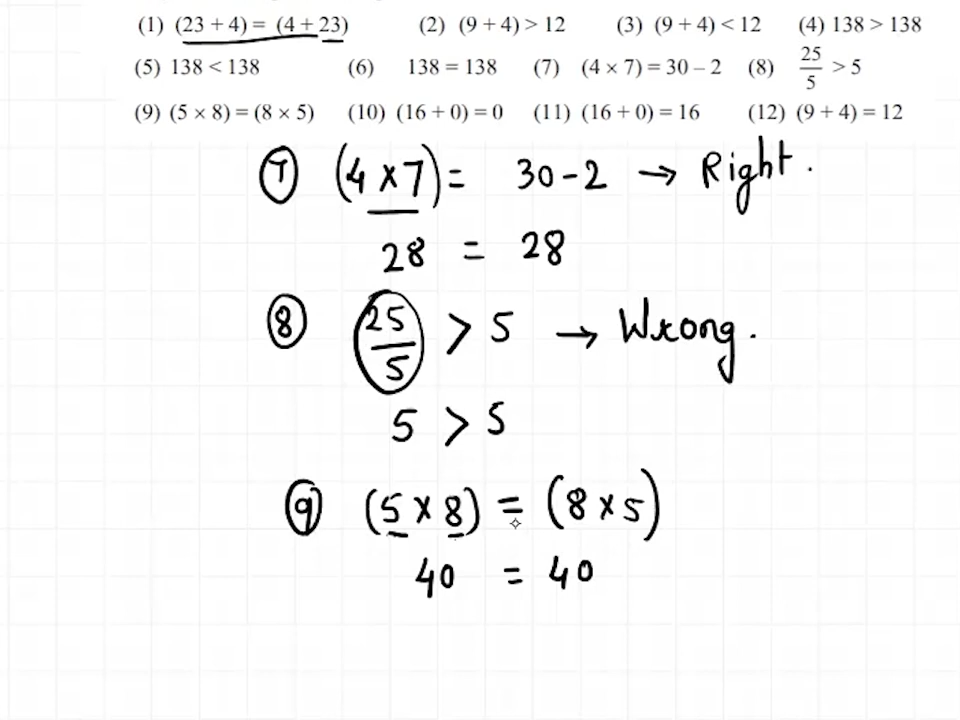 (1) (23 + 4) = (4 + 23) (2) (9 + 4) > 12 (3) (9 + 4) < 12 (4) 138 > 138
(5) 138 < 138 (6) 138 = 138 (7) (4 × 7) = 30 – 2 (8) 25/5 > 5
(9) (5 × 8) = (8 × 5) (10) (16 + 0) = 0 (11) (16 + 0) = 16 (12) (9 + 4) = 12
7 (4 × 7) = 30 - 2 → Right.
28 = 28
8 25/5 > 5 → Wrong.
5 > 5
9 (5 × 8) = (8 × 5)
40 = 40